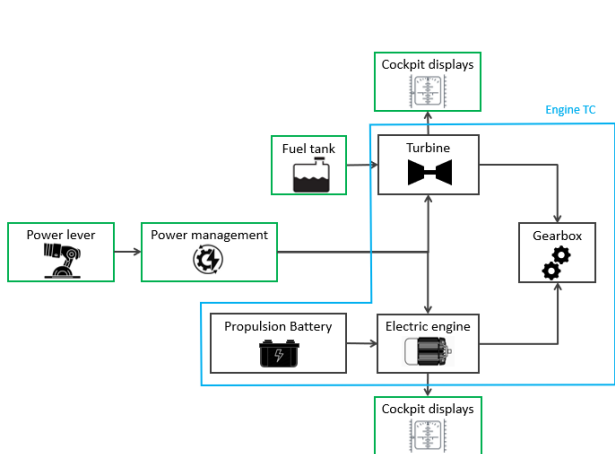 Cockpit displays
Engine TC
Fuel tank
Turbine
Power lever
Power management
Gearbox
Propulsion Battery
Electric engine
Cockpit displays